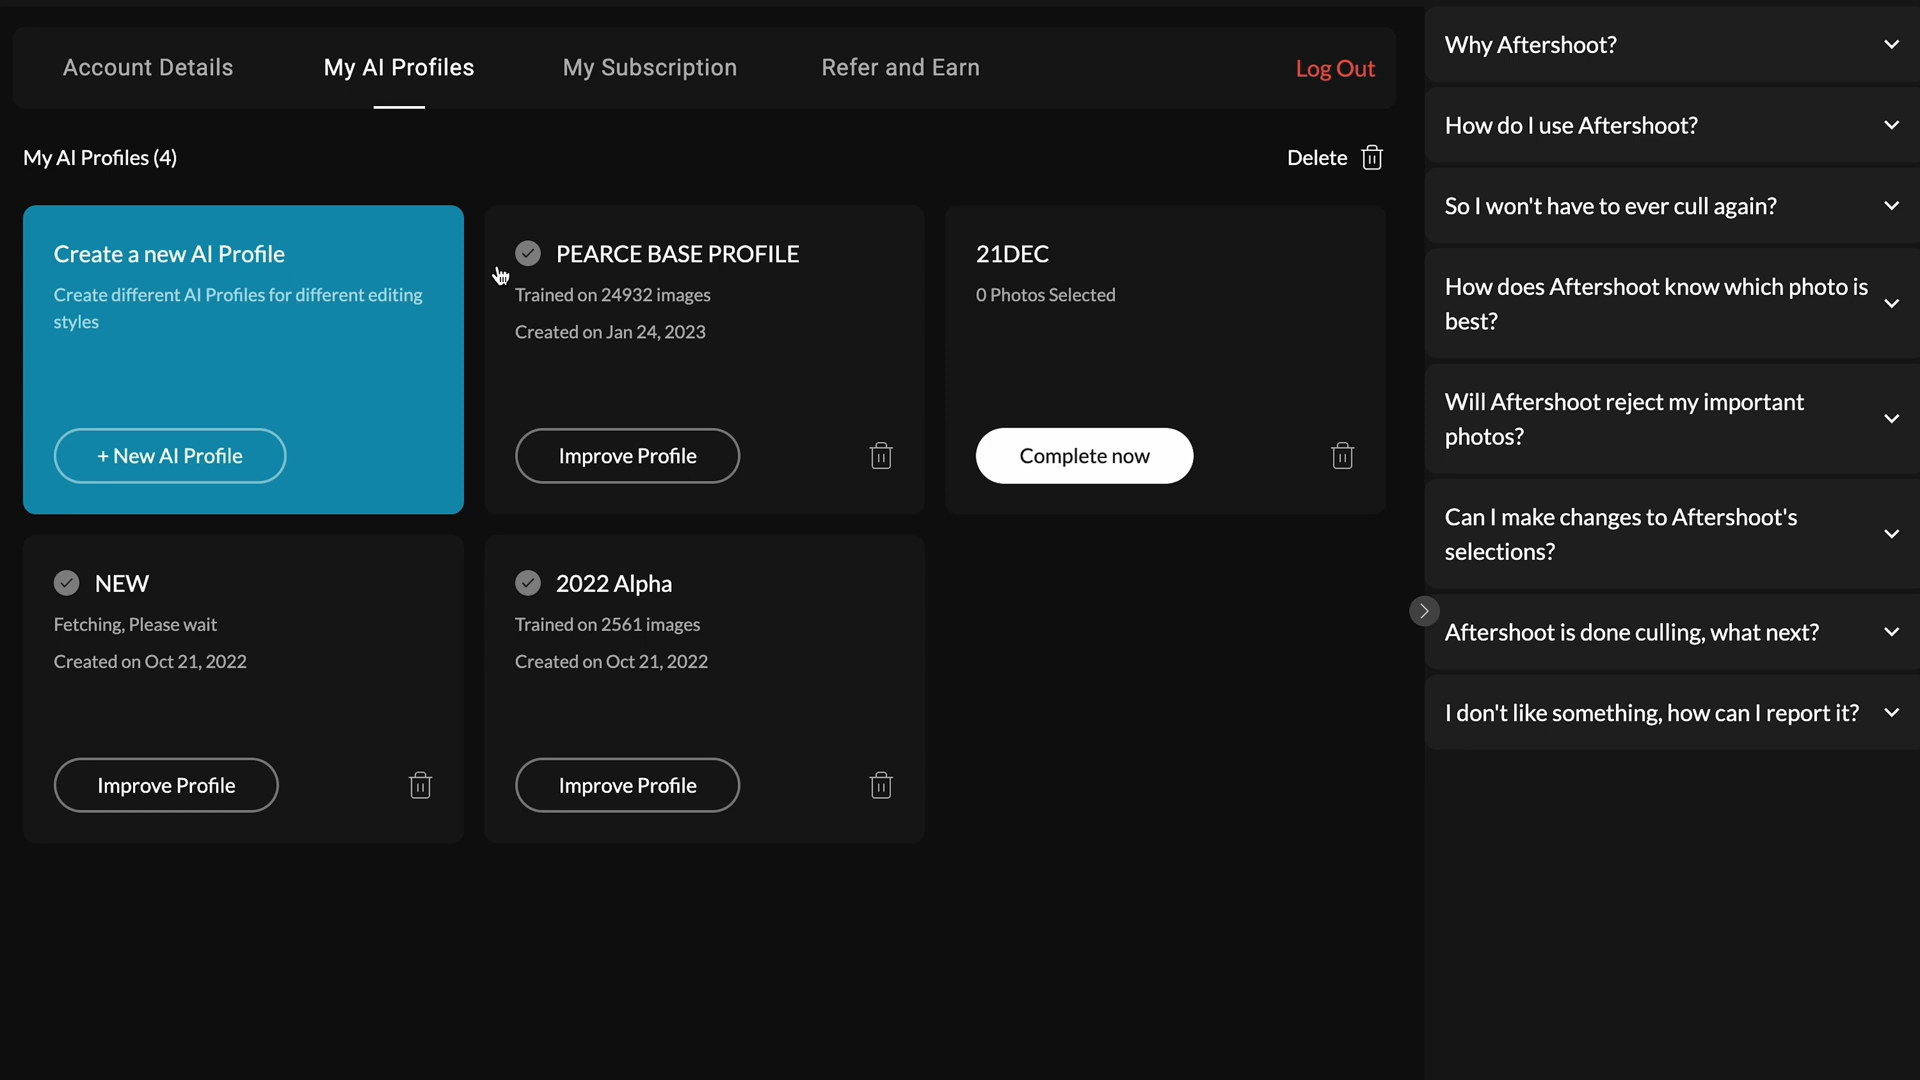 Account Details
My AI Profiles
My Subscription
Refer and Earn
Log Out
My AI Profiles (4)
Delete
Create a new AI Profile
Create different AI Profiles for different editing
styles
+ New AI Profile
PEARCE BASE PROFILE
Trained on 24932 images
Created on Jan 24, 2023
Improve Profile
21DEC
0 Photos Selected
Complete now
NEW
Fetching, Please wait
Created on Oct 21, 2022
Improve Profile
2022 Alpha
Trained on 2561 images
Created on Oct 21, 2022
Improve Profile
Why Aftershoot?
How do I use Aftershoot?
So I won't have to ever cull again?
How does Aftershoot know which photo is
best?
Will Aftershoot reject my important
photos?
Can I make changes to Aftershoot's
selections?
Aftershoot is done culling, what next?
I don't like something, how can I report it?